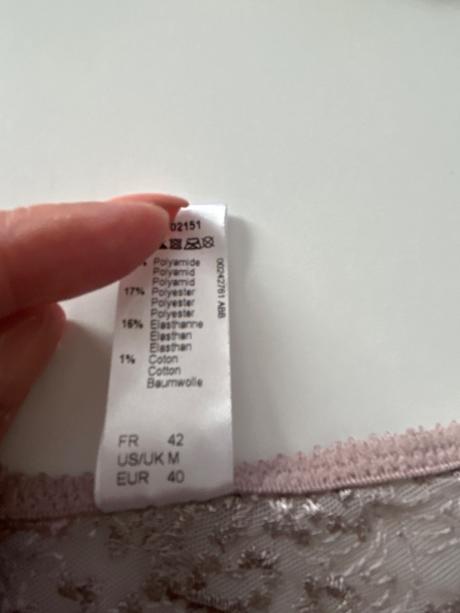 02151
Polyamide
Polyamid
Polyamid
17% Polyester
Polyester
Polyester
16% Elasthanne
Elasthan
Elasthan
1% Coton
Cotton
Baumwolle
00242761 ABB
FR 42
US/UK M
EUR 40